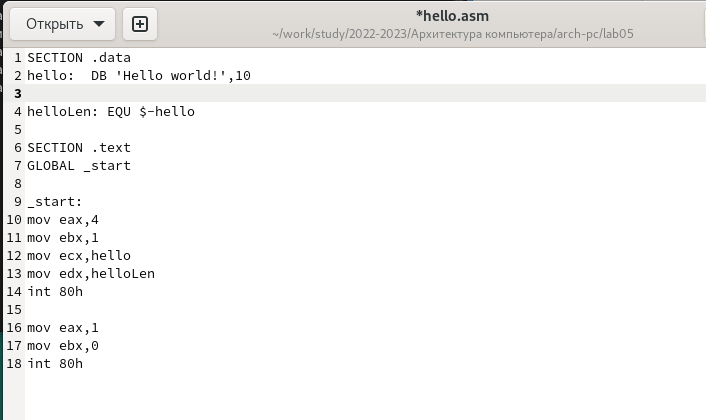 Открыть
*hello.asm
~/work/study/2022-2023/Архитектура компьютера/arch-pc/lab05
1 SECTION .data
2 hello:  DB 'Hello world!',10
3
4 helloLen: EQU $-hello
5
6 SECTION .text
7 GLOBAL _start
8
9 _start:
10 mov eax,4
11 mov ebx,1
12 mov ecx,hello
13 mov edx,helloLen
14 int 80h
15
16 mov eax,1
17 mov ebx,0
18 int 80h